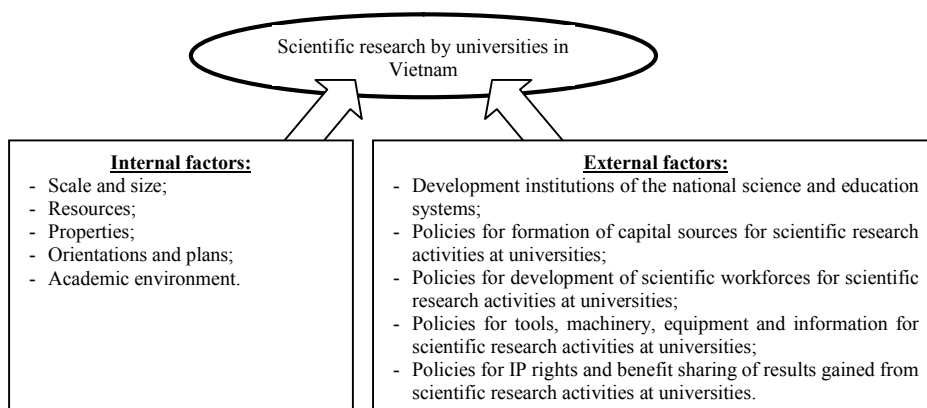 Scientific research by universities in
Vietnam
Internal factors:
- Scale and size;
- Resources;
- Properties;
- Orientations and plans;
- Academic environment.
External factors:
- Development institutions of the national science and education
systems;
- Policies for formation of capital sources for scientific research
activities at universities;
- Policies for development of scientific workforces for scientific
research activities at universities;
- Policies for tools, machinery, equipment and information for
scientific research activities at universities;
- Policies for IP rights and benefit sharing of results gained from
scientific research activities at universities.